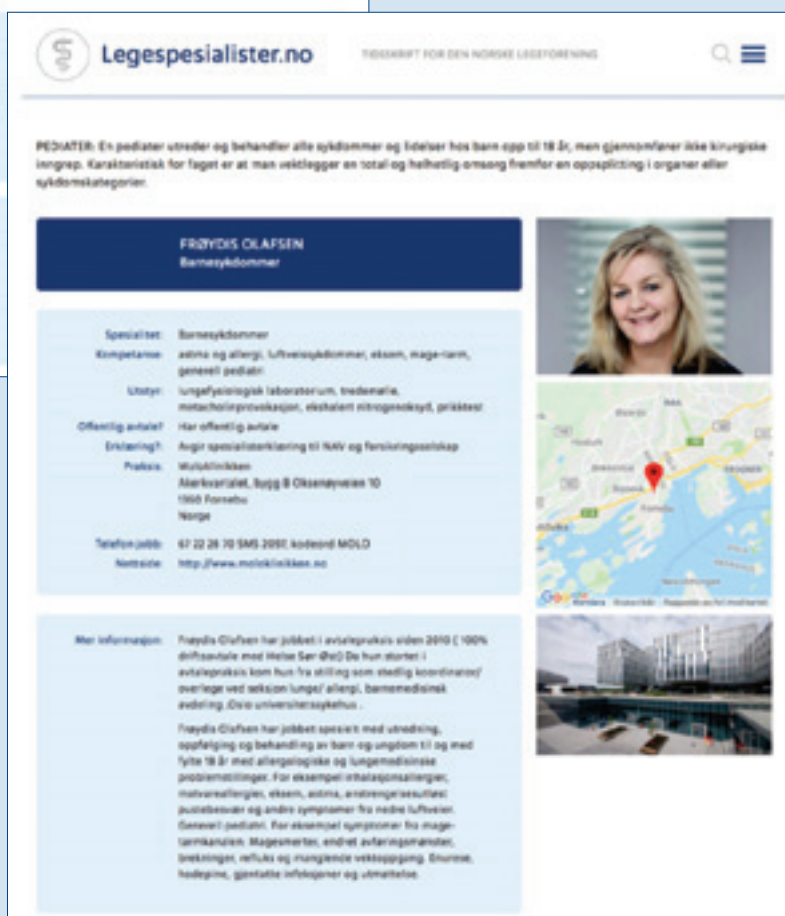 Legespesialister.no
TIDSSKRIFT FOR DEN NORSKE LEGEFORENING
PEDIATER: En pediater utreder og behandler alle sykdommer og lidelser hos barn opp til 18 år, men gjennomfører ikke kirurgiske
inngrep. Karakteristisk for faget er at man vektlegger en total og helhetlig omsorg fremfor en oppsplitting i organer eller
sykdomskategorier.
FRØYDIS OLAFSEN
Barnesykdommer
Spesialitet: Barnesykdommer
Kompetanse: astma og allergi, luftveissykdommer, eksem, mage-tarm,
generell pediatri
Utstyr: lungefysiologisk laboratorium, tredemølle,
metacholinprovokasjon, ekshalert nitrogenoksyd, prikktest
Offentlig avtale? Har offentlig avtale
Erklæring?: Avgir spesialisterklæring til NAV og forsikringsselskap
Praksis: Moloklinikken
Akerkvartalet, bygg B Oksenøyveien 10
1366 Fornebu
Norge
Telefon jobb: 67 22 28 70 SMS 2097, kodeord MOLO
Nettside: http://www.moloklinikken.no
Mer informasjon: Frøydis Olafsen har jobbet i avtalepraksis siden 2010 ( 100%
driftsavtale med Helse Sør-Øst) Da hun startet i
avtalepraksis kom hun fra stilling som stedlig koordinator/
overlege ved seksjon lunge/ allergi, barnemedisinsk
avdeling ,Oslo universitetssykehus .
Frøydis Olafsen har jobbet spesielt med utredning,
oppfølging og behandling av barn og ungdom til og med
fylte 18 år med allergologiske og lungemedisinske
problemstillinger. For eksempel inhalasjonsallergier,
matvareallergier, eksem, astma, anstrengelsesutløst
pustebesvær og andre symptomer fra nedre luftveier.
Generell pediatri. For eksempel symptomer fra mage-
tarmkanalen. Magesmerter, endret avføringsmønster,
brekninger, refluks og manglende vektoppgang. Enurese,
hodepine, gjentatte infeksjoner og utmattelse.
Fornebu
Google